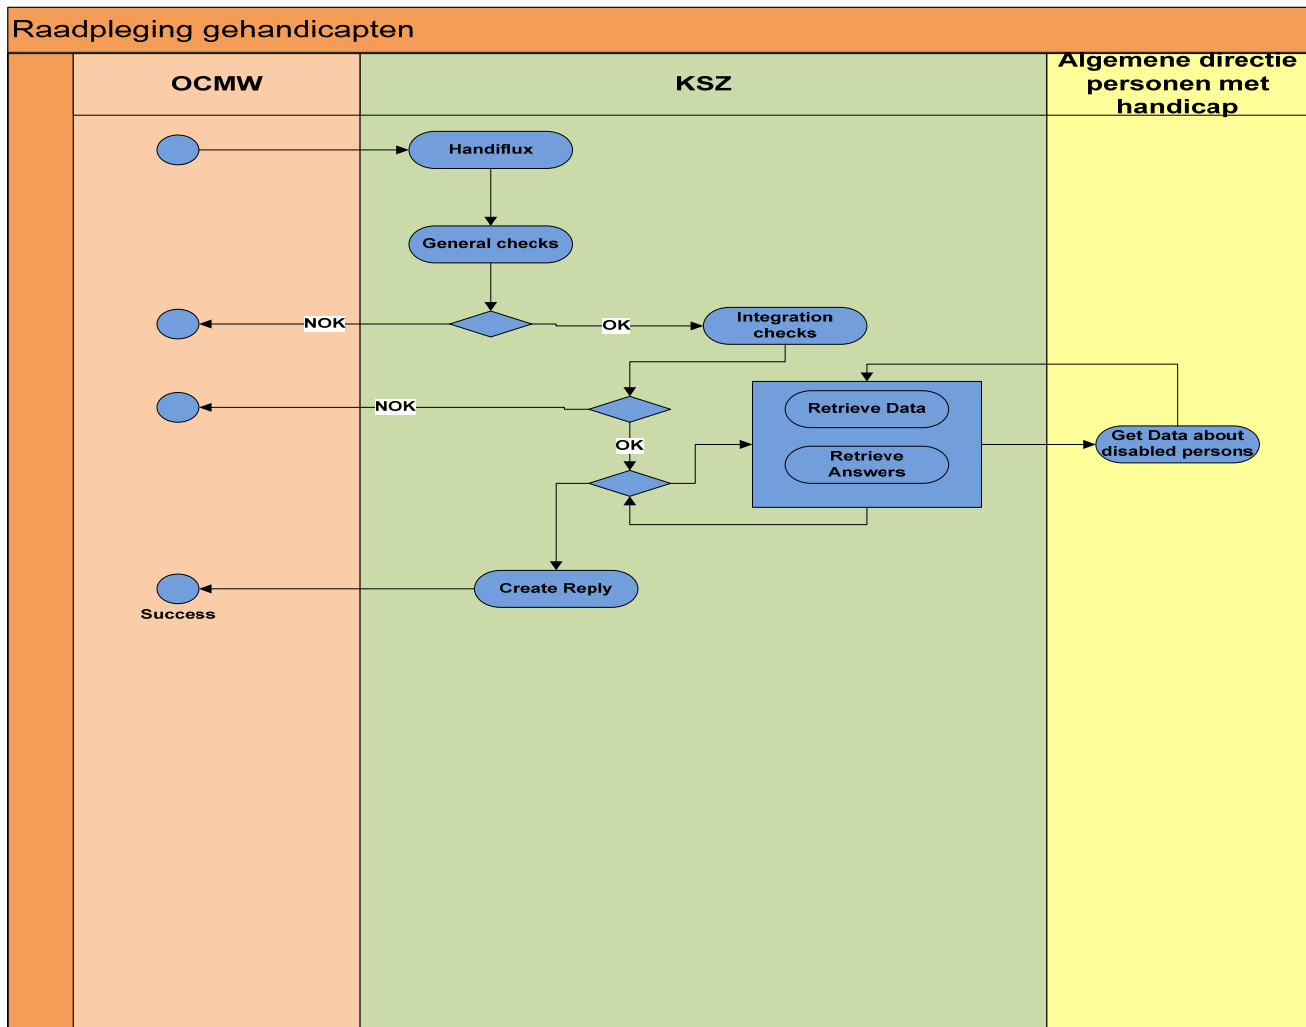 Raadpleging gehandicapten
OCMW
KSZ
Algemene directie
personen met
handicap
Handiflux
General checks
NOK
OK
Integration
checks
NOK
Retrieve Data
OK
Retrieve
Answers
Get Data about
disabled persons
Create Reply
Success